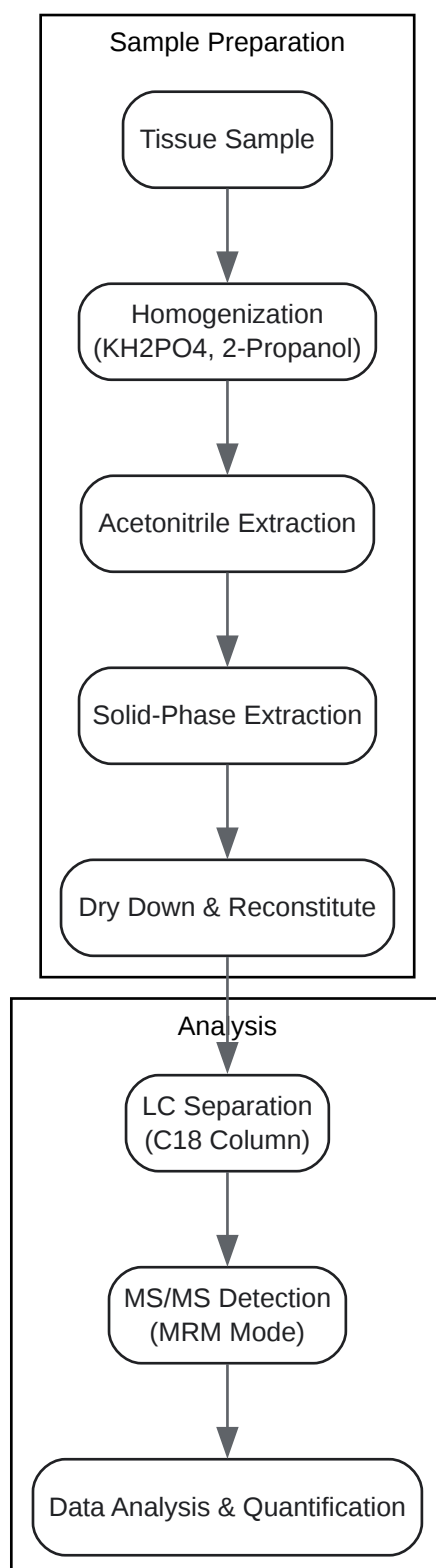 Sample Preparation
Tissue Sample
Homogenization
(KH2PO4, 2-Propanol)
Acetonitrile Extraction
Solid-Phase Extraction
Dry Down & Reconstitute
Analysis
LC Separation
(C18 Column)
MS/MS Detection
(MRM Mode)
Data Analysis & Quantification